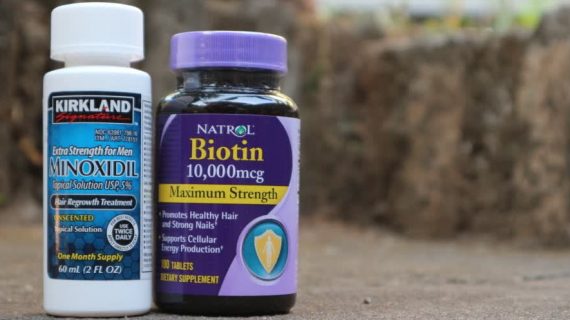 KIRKLAND
Signature
Extra Strength for Men
MINOXIDIL
Topical Solution USP, 5%
Hair Regrowth Treatment
UNSCENTED
Topical Solution
USE
TWICE
DAILY
One Month Supply
60 mL (2 FL OZ)
NATROL
Biotin
10,000mcg
Maximum Strength
• Promotes Healthy Hair
and Strong Nails
• Supports Cellular
Energy Production
100 TABLETS
DIETARY SUPPLEMENT